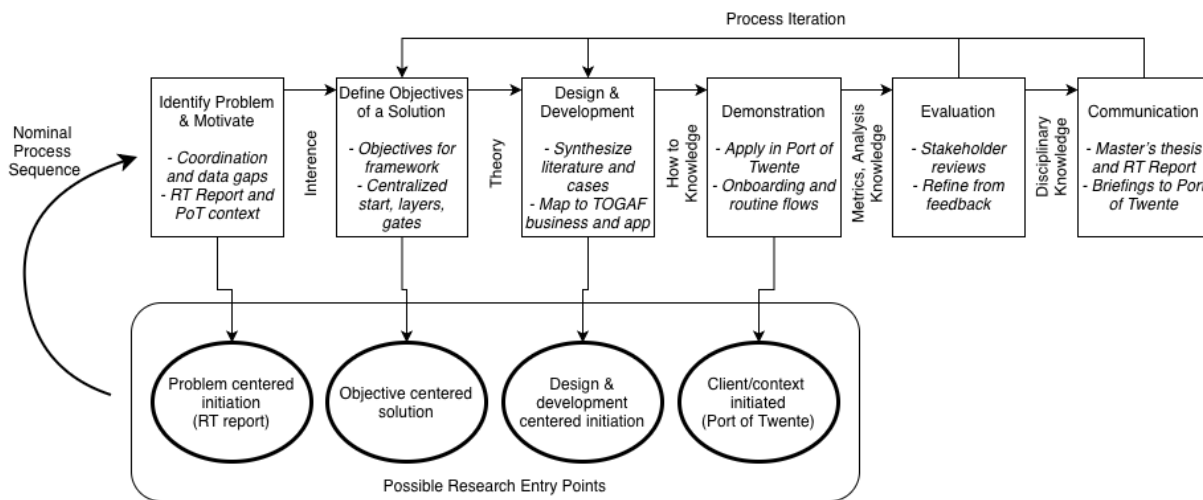 Process Iteration
Nominal
Process
Sequence
Identify Problem
& Motivate
- Coordination
and data gaps
- RT Report and
PoT context
Inference
Define Objectives
of a Solution
- Objectives for
framework
- Centralized
start, layers,
gates
Theory
Design &
Development
- Synthesize
literature and
cases
- Map to TOGAF
business and app
How to
Knowledge
Demonstration
- Apply in Port of
Twente
- Onboarding and
routine flows
Metrics, Analysis
Knowledge
Evaluation
- Stakeholder
reviews
- Refine from
feedback
Disciplinary
Knowledge
Communication
- Master's thesis
and RT Report
- Briefings to Port
of Twente
Problem centered
initiation
(RT report)
Objective centered
solution
Design &
development
centered initiation
Client/context
initiated
(Port of Twente)
Possible Research Entry Points